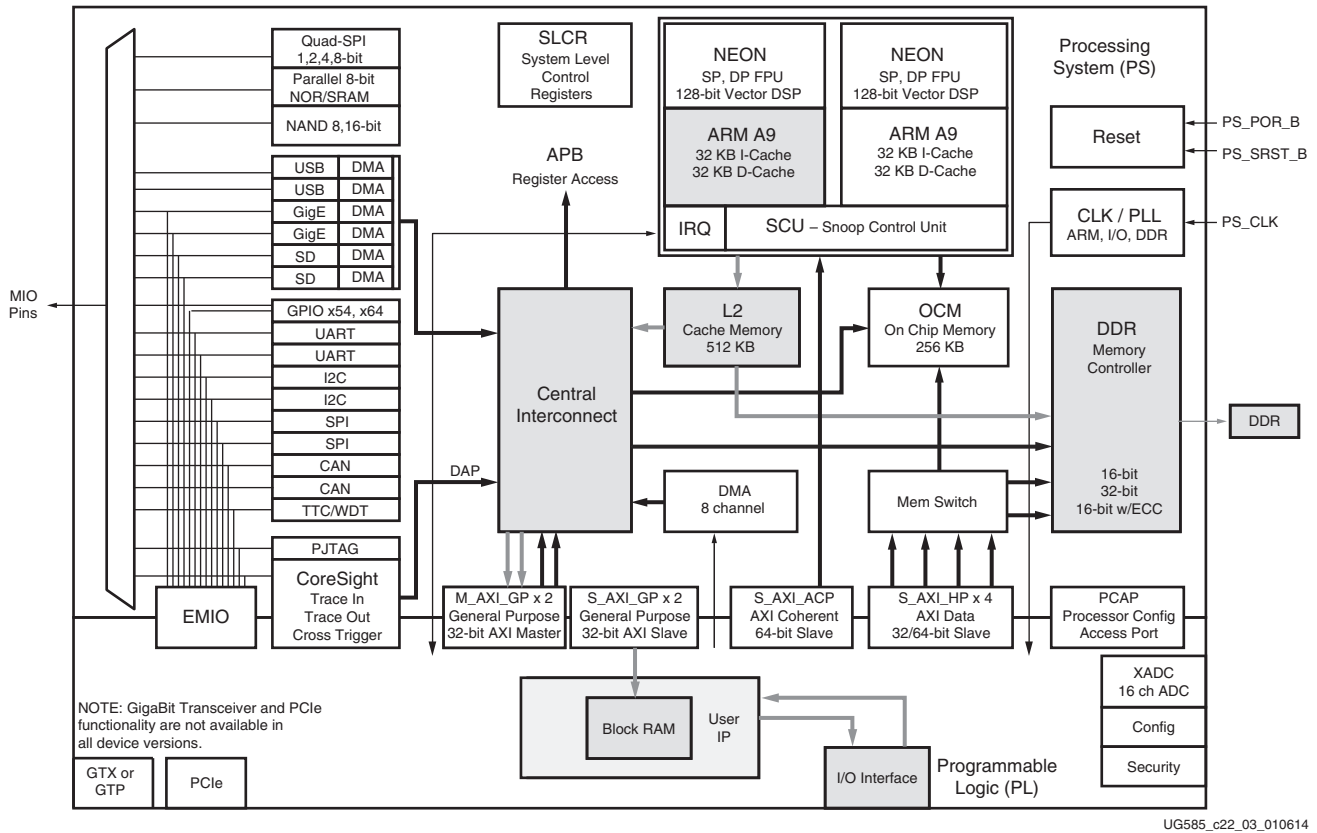 Quad-SPI
1,2,4,8-bit
Parallel 8-bit
NOR/SRAM
NAND 8,16-bit
USB DMA
USB DMA
GigE DMA
GigE DMA
SD DMA
SD DMA
GPIO x54, x64
UART
UART
I2C
I2C
SPI
SPI
CAN
CAN
TTC/WDT
PJTAG
CoreSight
Trace In
Trace Out
Cross Trigger
MIO
Pins
EMIO
SLCR
System Level
Control
Registers
APB
Register Access
DAP
Central
Interconnect
NEON
SP, DP FPU
128-bit Vector DSP
NEON
SP, DP FPU
128-bit Vector DSP
ARM A9
32 KB I-Cache
32 KB D-Cache
ARM A9
32 KB I-Cache
32 KB D-Cache
IRQ
SCU – Snoop Control Unit
L2
Cache Memory
512 KB
OCM
On Chip Memory
256 KB
DMA
8 channel
Mem Switch
Processing
System (PS)
Reset
PS_POR_B
PS_SRST_B
CLK / PLL
ARM, I/O, DDR
PS_CLK
DDR
Memory
Controller
16-bit
32-bit
16-bit w/ECC
DDR
M_AXI_GP x 2
General Purpose
32-bit AXI Master
S_AXI_GP x 2
General Purpose
32-bit AXI Slave
S_AXI_ACP
AXI Coherent
64-bit Slave
S_AXI_HP x 4
AXI Data
32/64-bit Slave
PCAP
Processor Config
Access Port
XADC
16 ch ADC
Config
Security
Block RAM
User
IP
I/O Interface
Programmable
Logic (PL)
NOTE: GigaBit Transceiver and PCIe
functionality are not available in
all device versions.
GTX or
GTP
PCIe
UG585_c22_03_010614